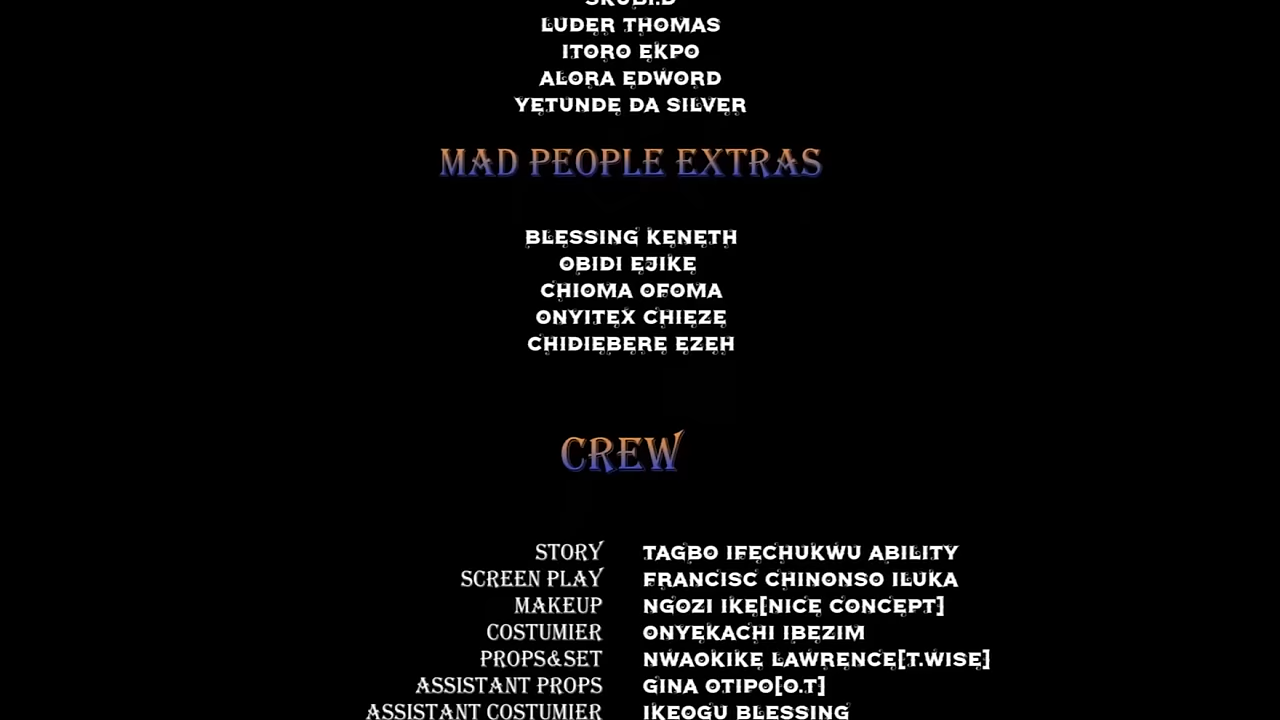 SKOBI.D
LUDER THOMAS
ITORO EKPO
ALORA EDWORD
YETUNDE DA SILVER
MAD PEOPLE EXTRAS
BLESSING KENETH
OBIDI EJIKE
CHIOMA OFOMA
ONYITEX CHIEZE
CHIDIEBERE EZEH
CREW
STORY TAGBO IFECHUKWU ABILITY
SCREEN PLAY FRANCISC CHINONSO ILUKA
MAKEUP NGOZI IKE[NICE CONCEPT]
COSTUMIER ONYEKACHI IBEZIM
PROPS&SET NWAOKIKE LAWRENCE[T.WISE]
ASSISTANT PROPS GINA OTIPO[O.T]
ASSISTANT COSTUMIER IKEOGU BLESSING